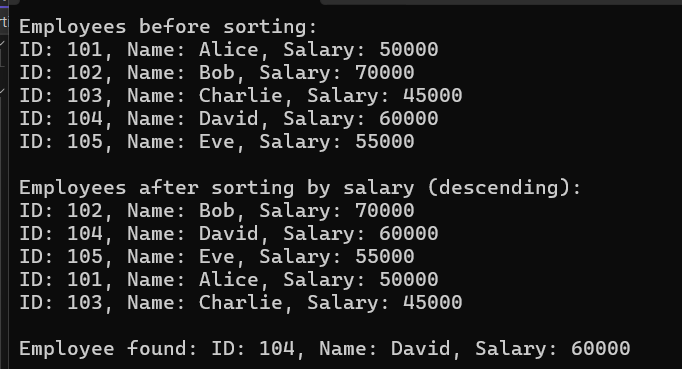 Employees before sorting:
ID: 101, Name: Alice, Salary: 50000
ID: 102, Name: Bob, Salary: 70000
ID: 103, Name: Charlie, Salary: 45000
ID: 104, Name: David, Salary: 60000
ID: 105, Name: Eve, Salary: 55000

Employees after sorting by salary (descending):
ID: 102, Name: Bob, Salary: 70000
ID: 104, Name: David, Salary: 60000
ID: 105, Name: Eve, Salary: 55000
ID: 101, Name: Alice, Salary: 50000
ID: 103, Name: Charlie, Salary: 45000

Employee found: ID: 104, Name: David, Salary: 60000